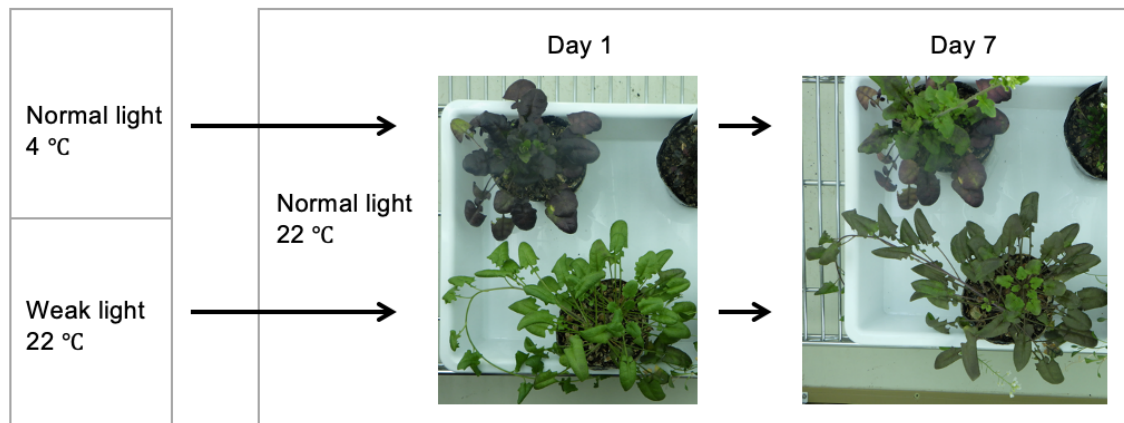 Day 1
Day 7
Normal light
4 ℃
Normal light
22 ℃
Weak light
22 ℃